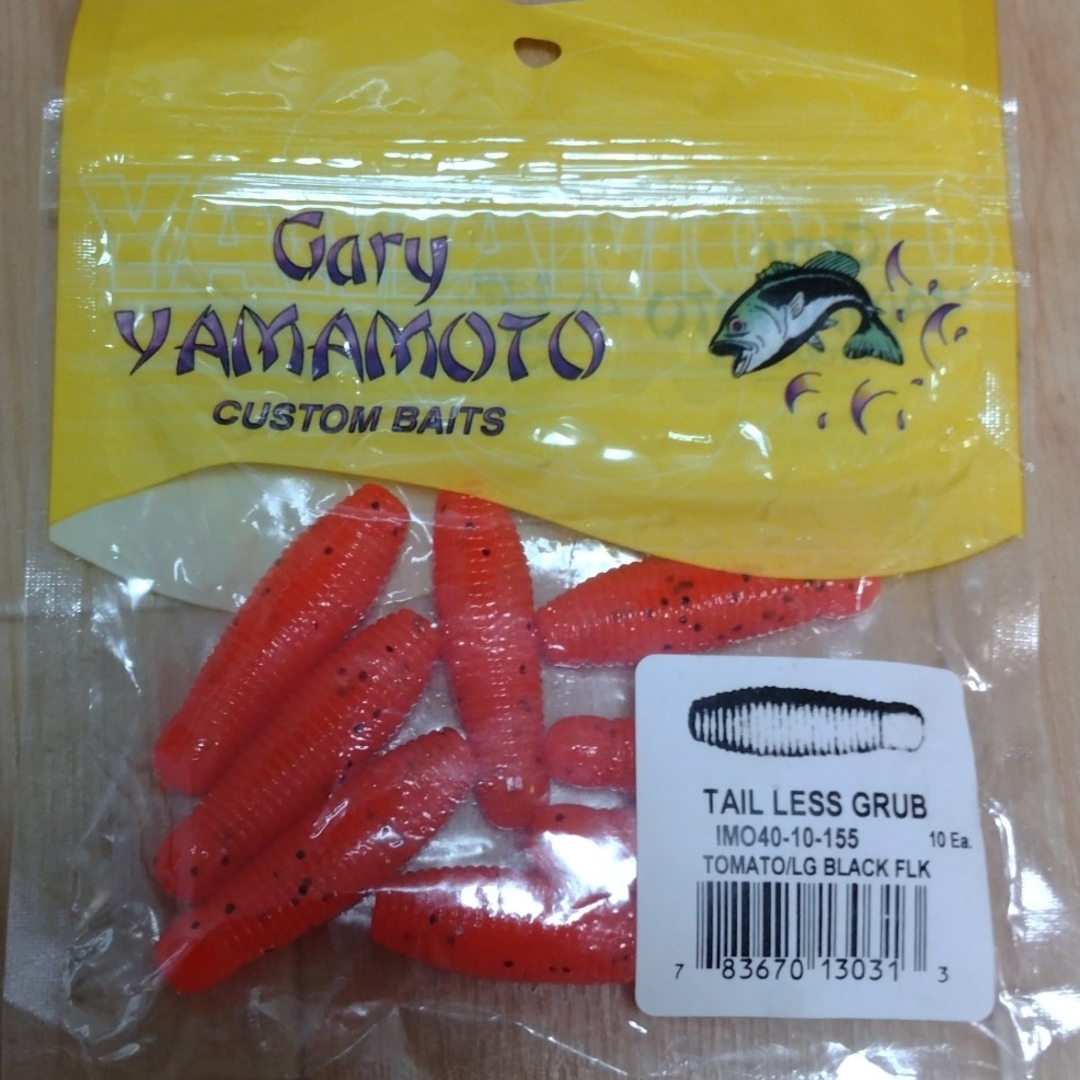 Gary
YAMAMOTO
CUSTOM BAITS
TAIL LESS GRUB
IMO40-10-155 10 Ea.
TOMATO/LG BLACK FLK
7 83670 13031 3